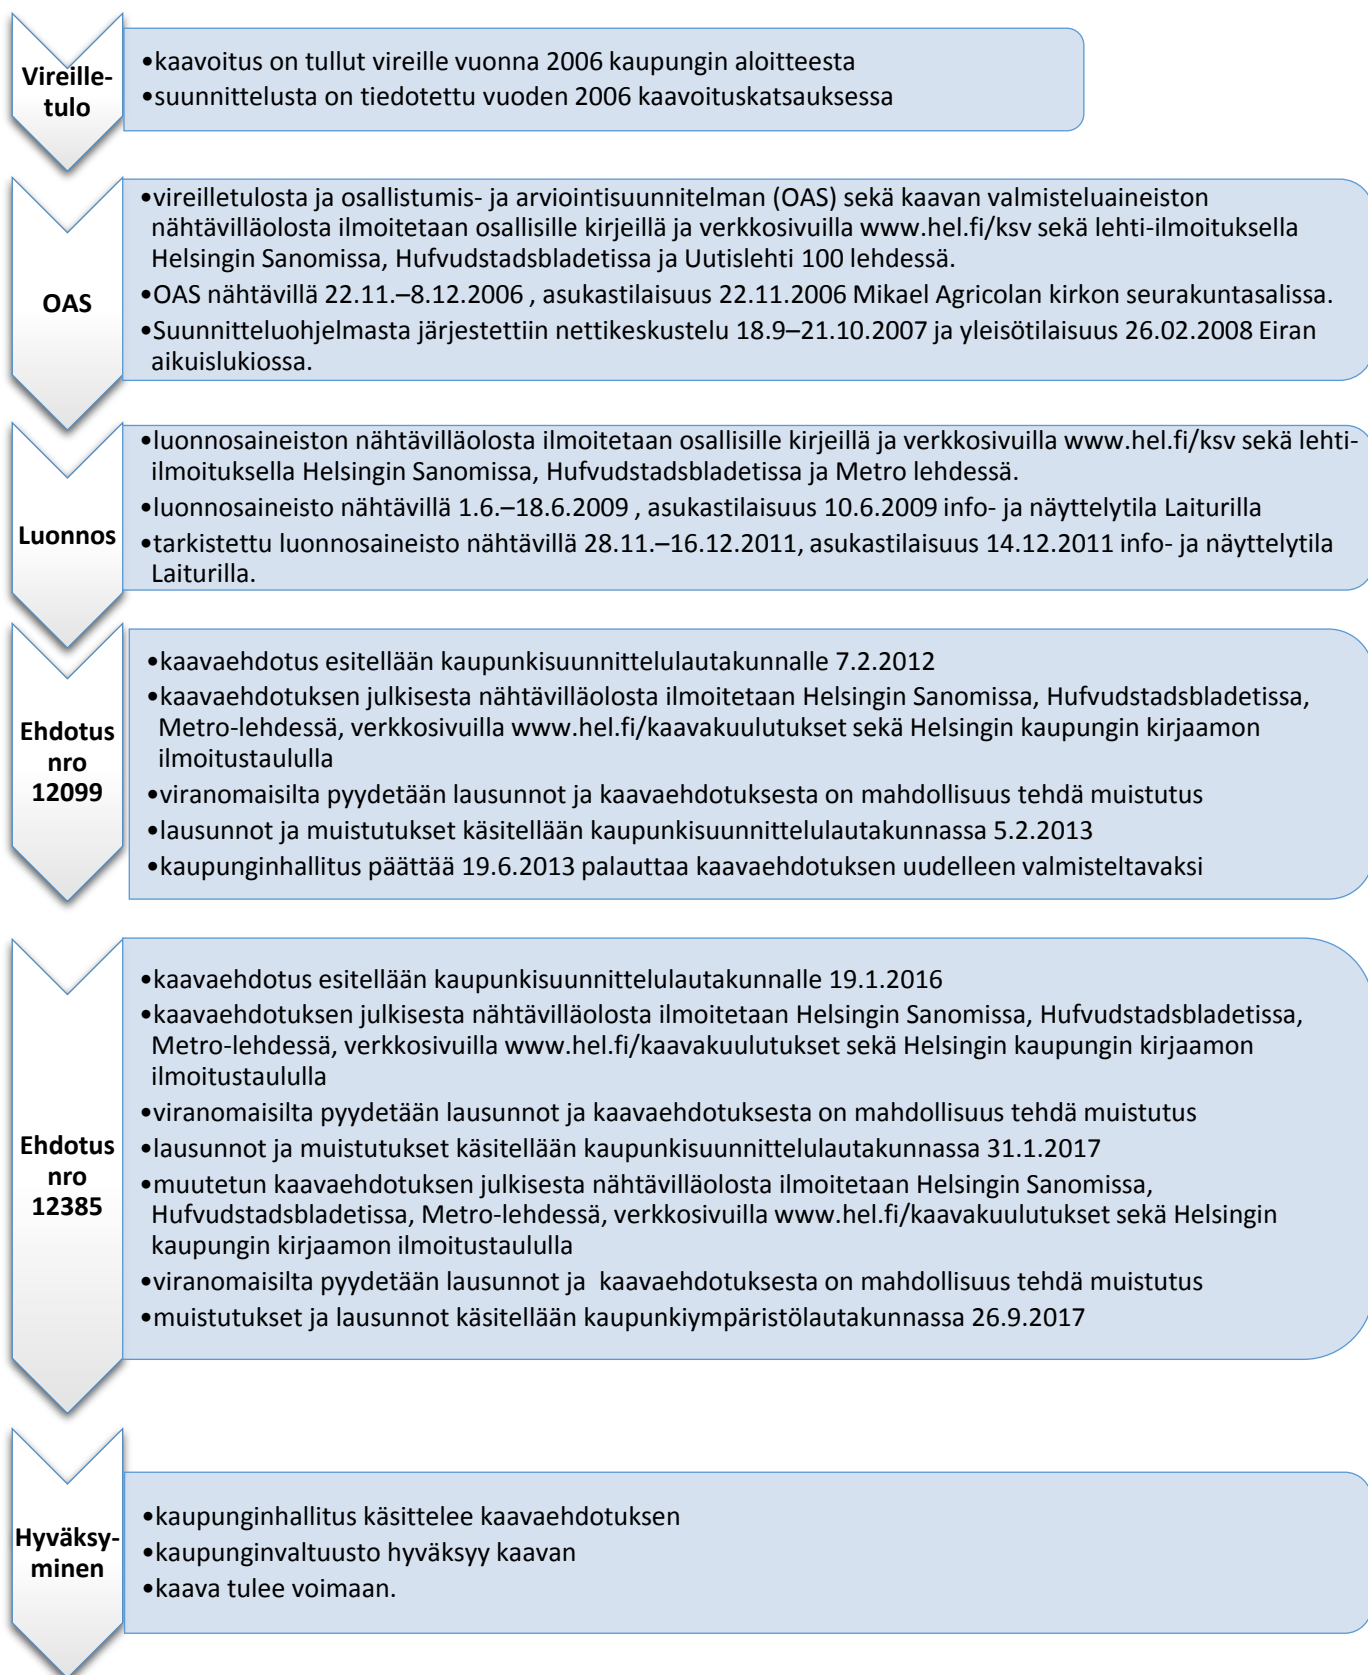 Vireille-
tulo
•kaavoitus on tullut vireille vuonna 2006 kaupungin aloitteesta
•suunnittelusta on tiedotettu vuoden 2006 kaavoituskatsauksessa
OAS
•vireilletulosta ja osallistumis- ja arviointisuunnitelman (OAS) sekä kaavan valmisteluaineiston
nähtävilläolosta ilmoitetaan osallisille kirjeillä ja verkkosivuilla www.hel.fi/ksv sekä lehti-ilmoituksella
Helsingin Sanomissa, Hufvudstadsbladetissa ja Uutislehti 100 lehdessä.
•OAS nähtävillä 22.11.–8.12.2006 , asukastilaisuus 22.11.2006 Mikael Agricolan kirkon seurakuntasalissa.
•Suunnitteluohjelmasta järjestettiin nettikeskustelu 18.9–21.10.2007 ja yleisötilaisuus 26.02.2008 Eiran
aikuislukiossa.
Luonnos
•luonnosaineiston nähtävilläolosta ilmoitetaan osallisille kirjeillä ja verkkosivuilla www.hel.fi/ksv sekä lehti-
ilmoituksella Helsingin Sanomissa, Hufvudstadsbladetissa ja Metro lehdessä.
•luonnosaineisto nähtävillä 1.6.–18.6.2009 , asukastilaisuus 10.6.2009 info- ja näyttelytila Laiturilla
•tarkistettu luonnosaineisto nähtävillä 28.11.–16.12.2011, asukastilaisuus 14.12.2011 info- ja näyttelytila
Laiturilla.
Ehdotus
nro
12099
•kaavaehdotus esitellään kaupunkisuunnittelulautakunnalle 7.2.2012
•kaavaehdotuksen julkisesta nähtävilläolosta ilmoitetaan Helsingin Sanomissa, Hufvudstadsbladetissa,
Metro-lehdessä, verkkosivuilla www.hel.fi/kaavakuulutukset sekä Helsingin kaupungin kirjaamon
ilmoitustaululla
•viranomaisilta pyydetään lausunnot ja kaavaehdotuksesta on mahdollisuus tehdä muistutus
•lausunnot ja muistutukset käsitellään kaupunkisuunnittelulautakunnassa 5.2.2013
•kaupunginhallitus päättää 19.6.2013 palauttaa kaavaehdotuksen uudelleen valmisteltavaksi
Ehdotus
nro
12385
•kaavaehdotus esitellään kaupunkisuunnittelulautakunnalle 19.1.2016
•kaavaehdotuksen julkisesta nähtävilläolosta ilmoitetaan Helsingin Sanomissa, Hufvudstadsbladetissa,
Metro-lehdessä, verkkosivuilla www.hel.fi/kaavakuulutukset sekä Helsingin kaupungin kirjaamon
ilmoitustaululla
•viranomaisilta pyydetään lausunnot ja kaavaehdotuksesta on mahdollisuus tehdä muistutus
•lausunnot ja muistutukset käsitellään kaupunkisuunnittelulautakunnassa 31.1.2017
•muutetun kaavaehdotuksen julkisesta nähtävilläolosta ilmoitetaan Helsingin Sanomissa,
Hufvudstadsbladetissa, Metro-lehdessä, verkkosivuilla www.hel.fi/kaavakuulutukset sekä Helsingin
kaupungin kirjaamon ilmoitustaululla
•viranomaisilta pyydetään lausunnot ja  kaavaehdotuksesta on mahdollisuus tehdä muistutus
•muistutukset ja lausunnot käsitellään kaupunkiympäristölautakunnassa 26.9.2017
Hyväksy-
minen
•kaupunginhallitus käsittelee kaavaehdotuksen
•kaupunginvaltuusto hyväksyy kaavan
•kaava tulee voimaan.